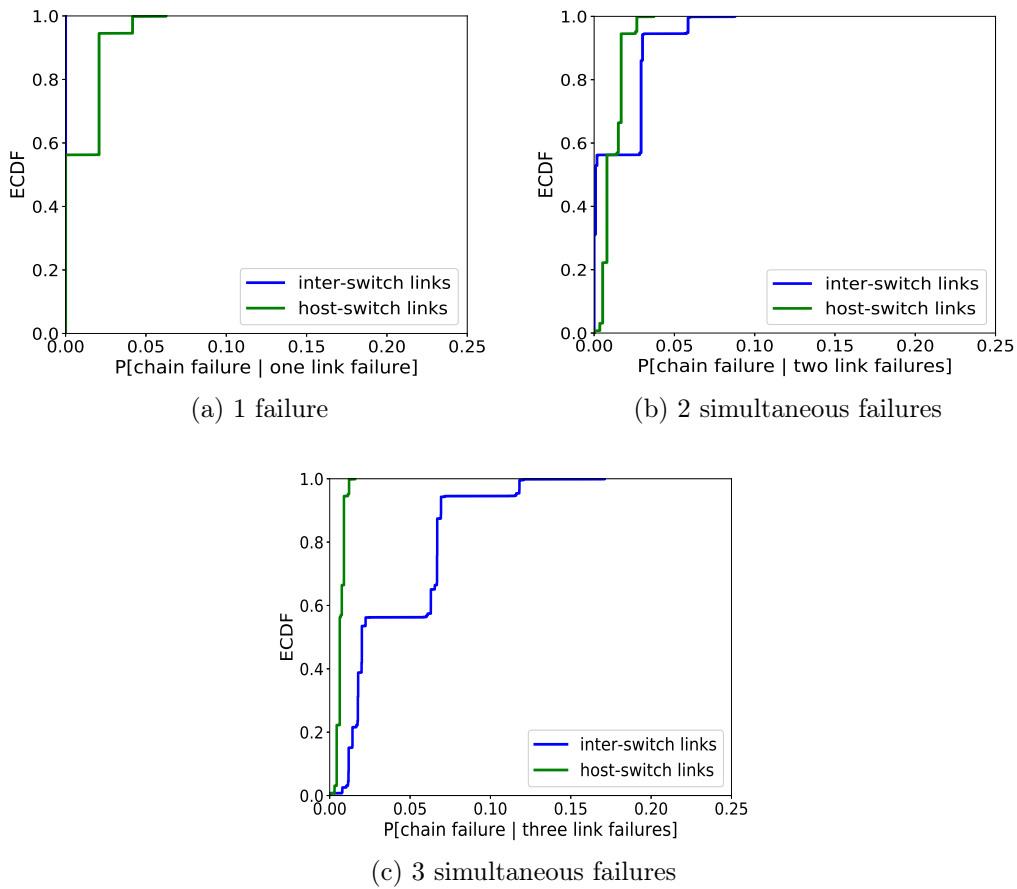 1.0
0.8
0.6
0.4
0.2
0.0
ECDF
0.00 0.05 0.10 0.15 0.20 0.25
P[chain failure | one link failure]
inter-switch links
host-switch links
(a) 1 failure
1.0
0.8
0.6
0.4
0.2
0.0
ECDF
0.00 0.05 0.10 0.15 0.20 0.25
P[chain failure | two link failures]
inter-switch links
host-switch links
(b) 2 simultaneous failures
1.0
0.8
0.6
0.4
0.2
0.0
ECDF
0.00 0.05 0.10 0.15 0.20 0.25
P[chain failure | three link failures]
inter-switch links
host-switch links
(c) 3 simultaneous failures